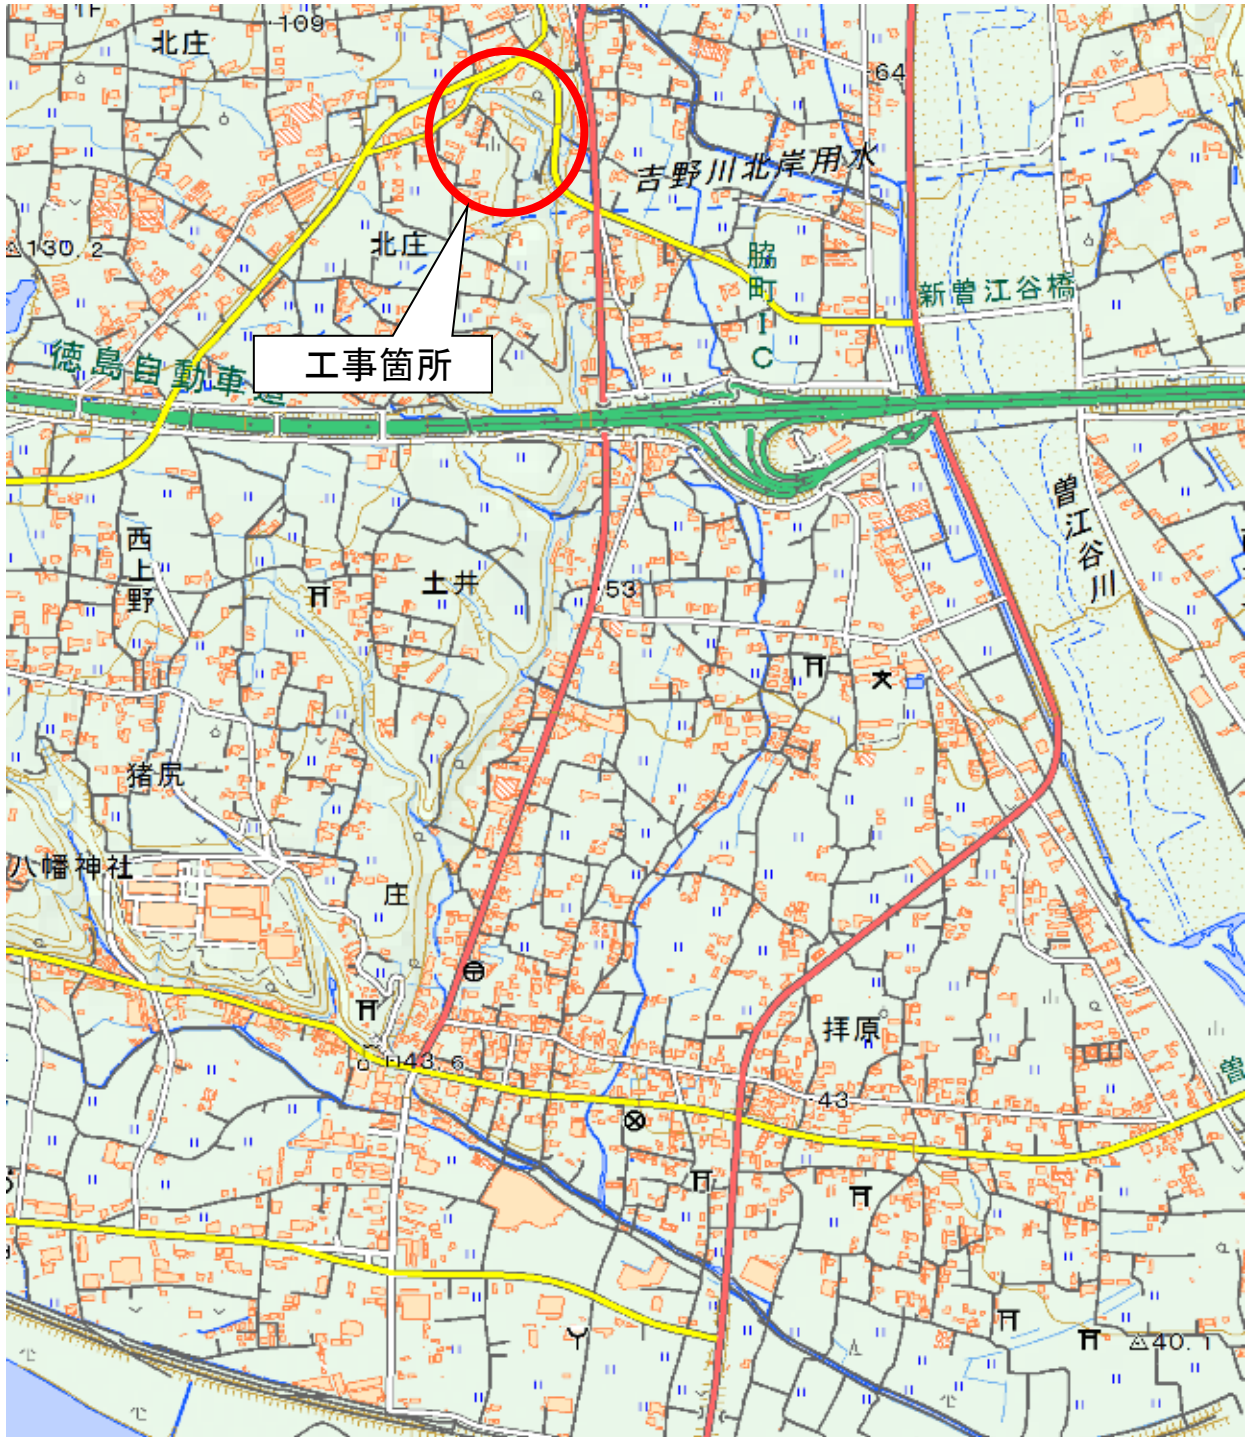 109
北庄
64
吉野川北岸用水
130.2
北庄
脇町IC
新曽江谷橋
工事箇所
徳島自動車道
曽江谷川
西上野
土井
53
猪尻
八幡神社
庄
拝原
43.6
43
曽
40.1